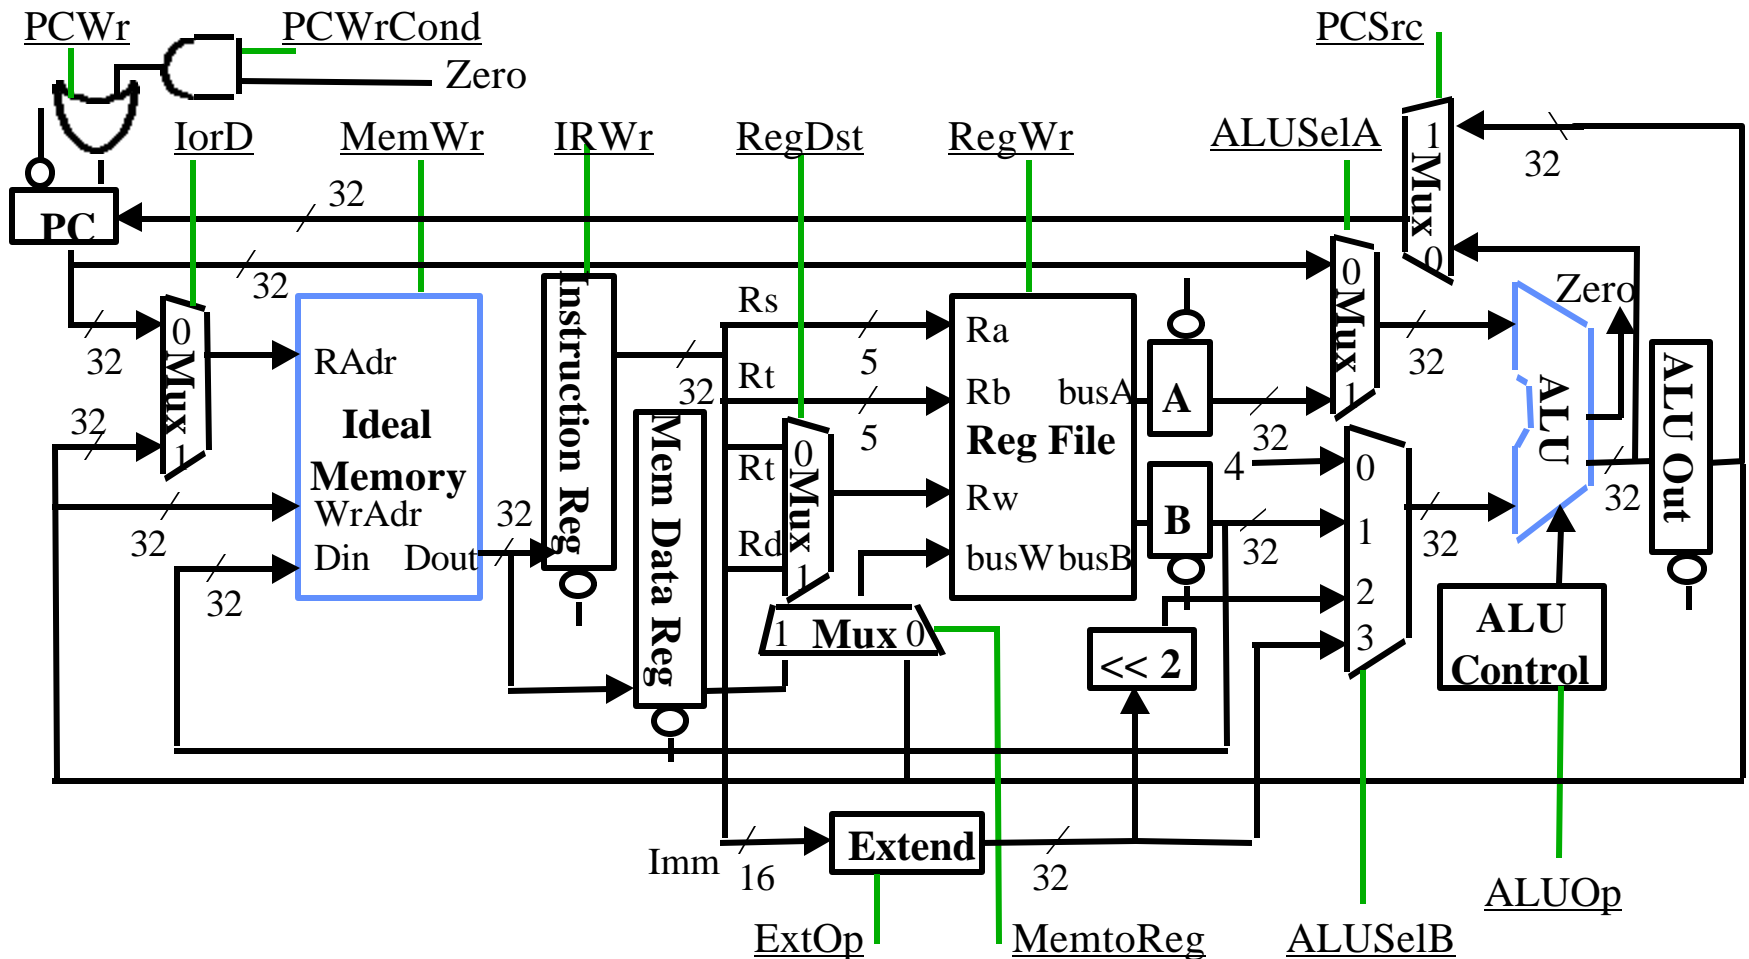 PCWr
PCWrCond
PCSrc
Zero
IorD
MemWr
IRWr
RegDst
RegWr
ALUSelA
1
Mux
0
32
32
PC
32
Instruction Reg
Rs
0
Mux
1
Zero
32
0
Mux
1
RAdr
Ideal
Memory
WrAdr
Din
Dout
32
5
Ra
32
ALU
ALU Out
32
Rt
Rb
busA
A
32
5
Reg File
32
Mem Data Reg
Rt
0
Mux
1
4
0
32
32
32
Rw
B
1
32
32
Rd
busW
busB
32
2
3
1
Mux
0
<< 2
ALU
Control
Imm
16
Extend
32
ALUOp
ExtOp
MemtoReg
ALUSelB